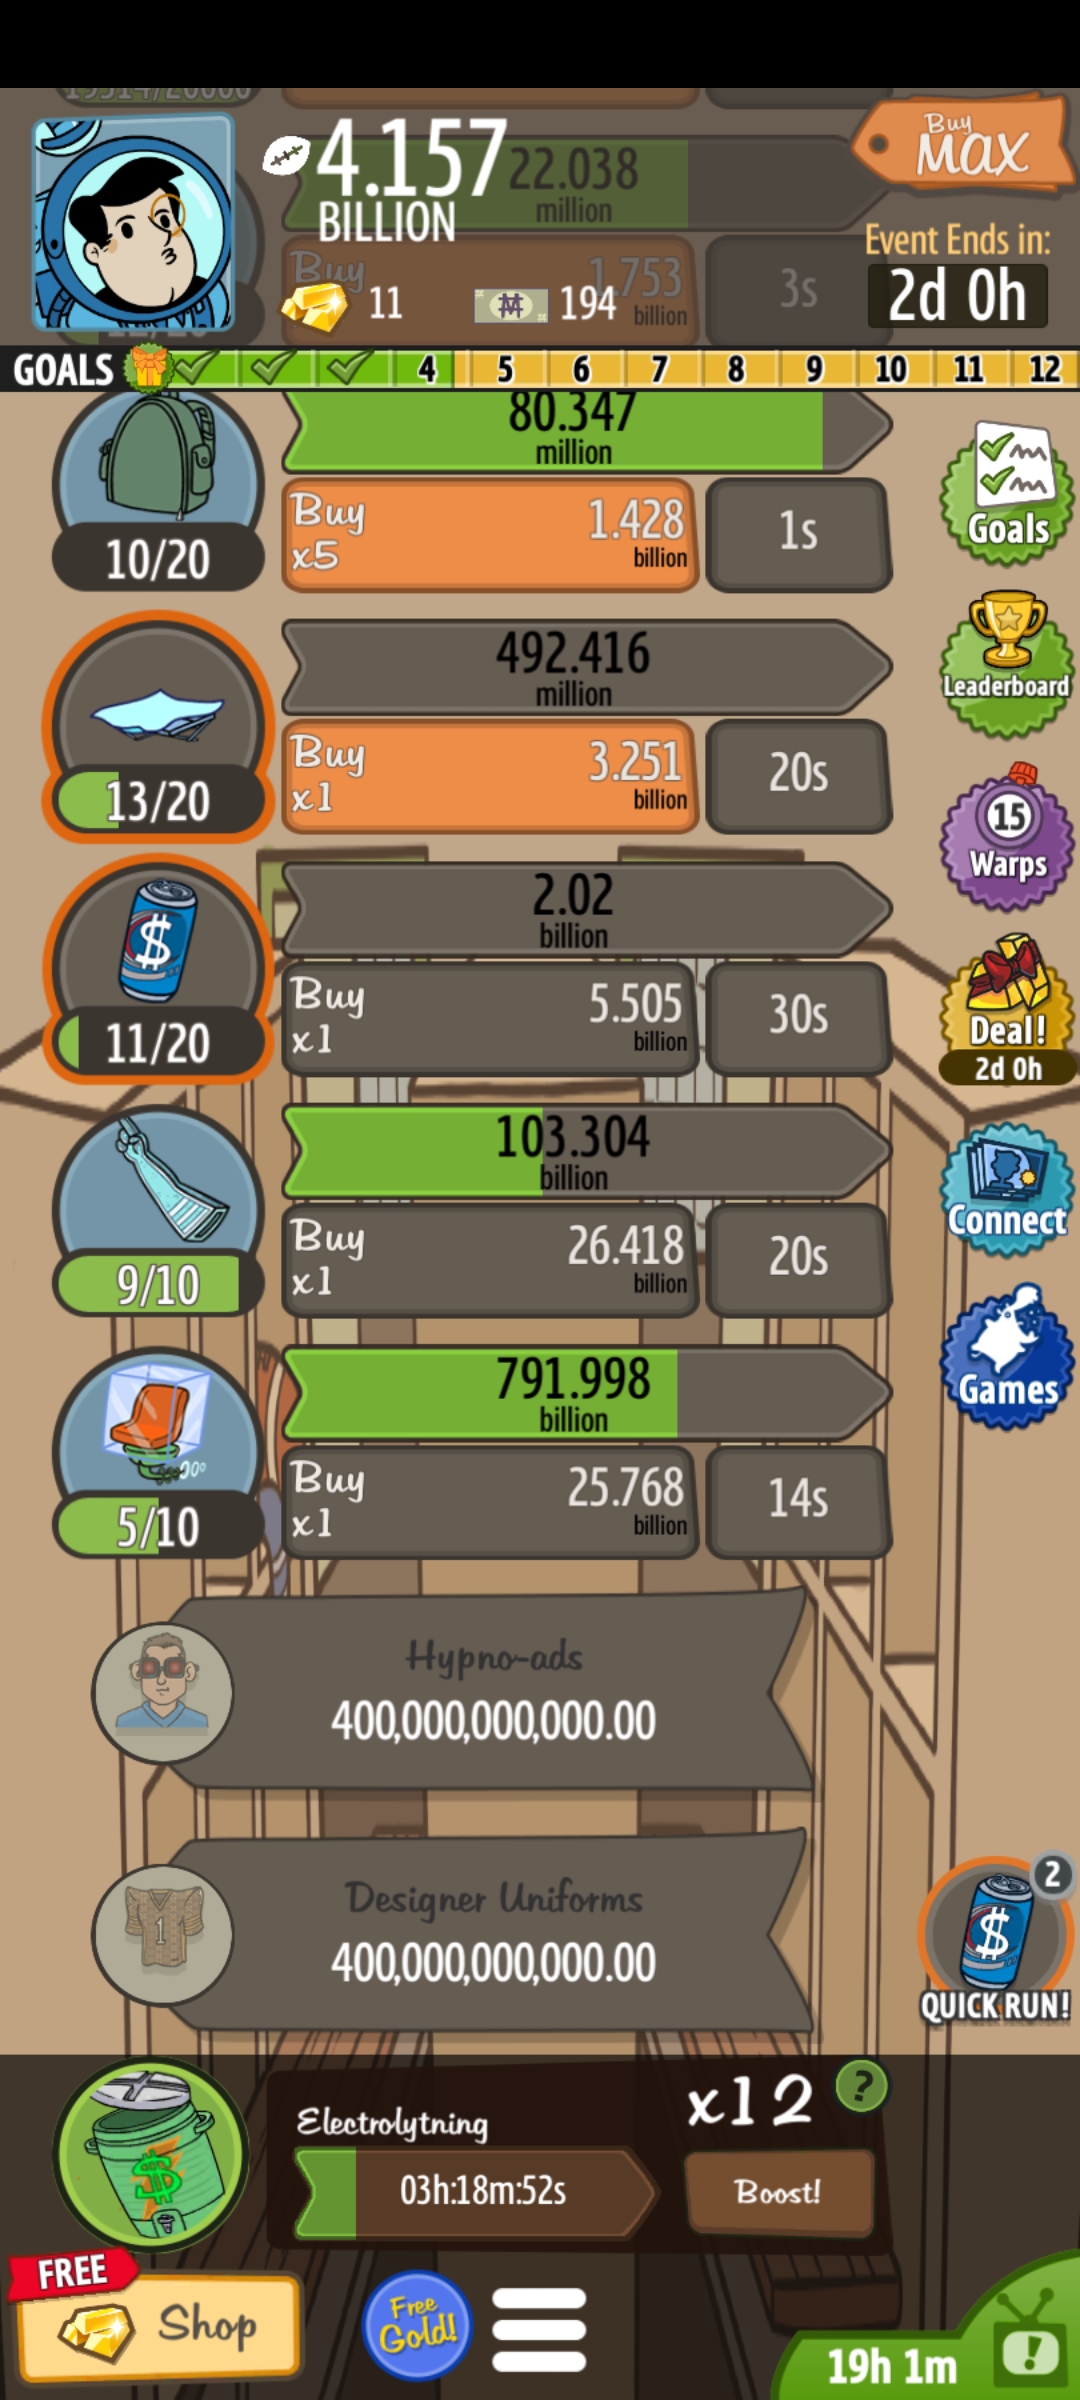 19514/20000
4.157
BILLION
22.038
million
Buy
MAX
Event Ends in:
2d 0h
Buy
1.753
billion
3s
11
194
GOALS 4 5 6 7 8 9 10 11 12
80.347
million
10/20
Buy
x5
1.428
billion
1s
Goals
492.416
million
13/20
Buy
x1
3.251
billion
20s
Leaderboard
15
Warps
2.02
billion
11/20
$
Buy
x1
5.505
billion
30s
Deal!
2d 0h
103.304
billion
9/10
Buy
x1
26.418
billion
20s
Connect
791.998
billion
5/10
Buy
x1
25.768
billion
14s
Games
Hypno-ads
400,000,000,000.00
Designer Uniforms
400,000,000,000.00
1
2
$
QUICK RUN!
Electrolytning
03h:18m:52s
x12
?
Boost!
$
FREE
Shop
Free
Gold!
19h 1m
!